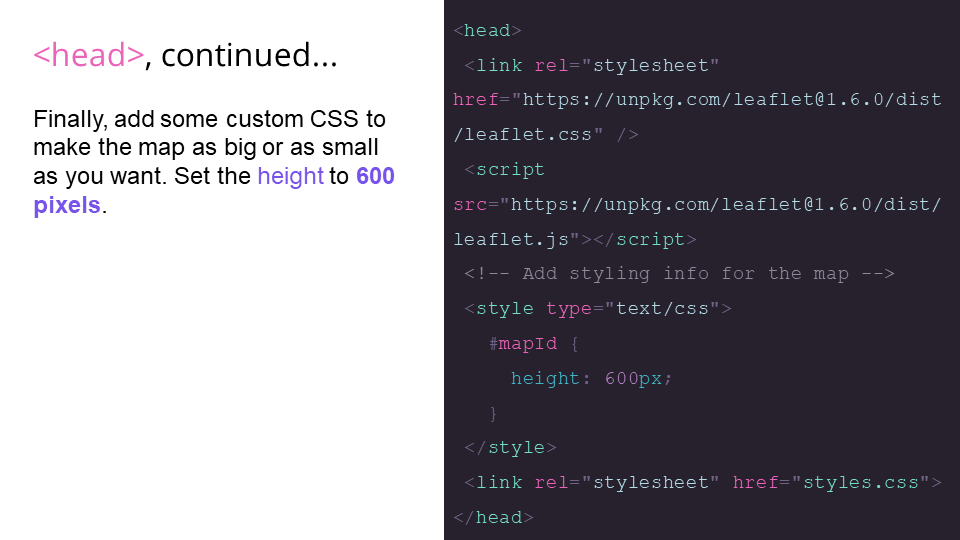 <head>, continued...
Finally, add some custom CSS to
make the map as big or as small
as you want. Set the height to 600
pixels.
<head>
<link rel="stylesheet"
href="https://unpkg.com/leaflet@1.6.0/dist
/leaflet.css" />
<script
src="https://unpkg.com/leaflet@1.6.0/dist/
leaflet.js"></script>
<!-- Add styling info for the map -->
<style type="text/css">
#mapId {
height: 600px;
}
</style>
<link rel="stylesheet" href="styles.css">
</head>